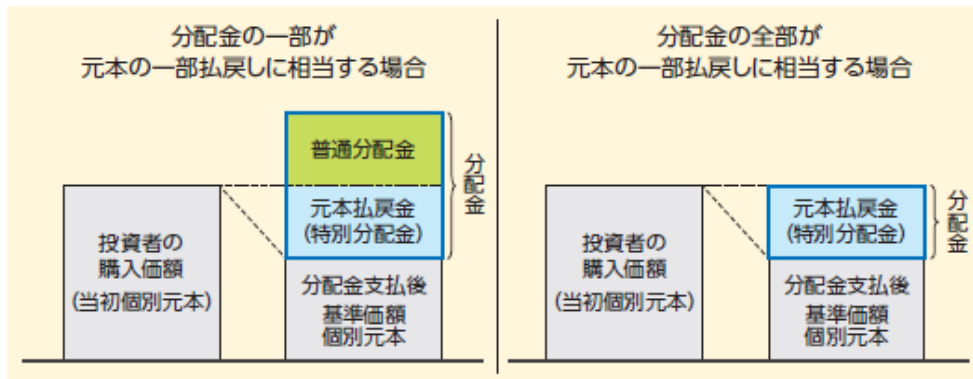 分配金の一部が
元本の一部払戻しに相当する場合
普通分配金
元本払戻金
(特別分配金)
分配金
投資者の
購入価額
(当初個別元本)
分配金支払後
基準価額
個別元本
分配金の全部が
元本の一部払戻しに相当する場合
元本払戻金
(特別分配金)
分配金
投資者の
購入価額
(当初個別元本)
分配金支払後
基準価額
個別元本